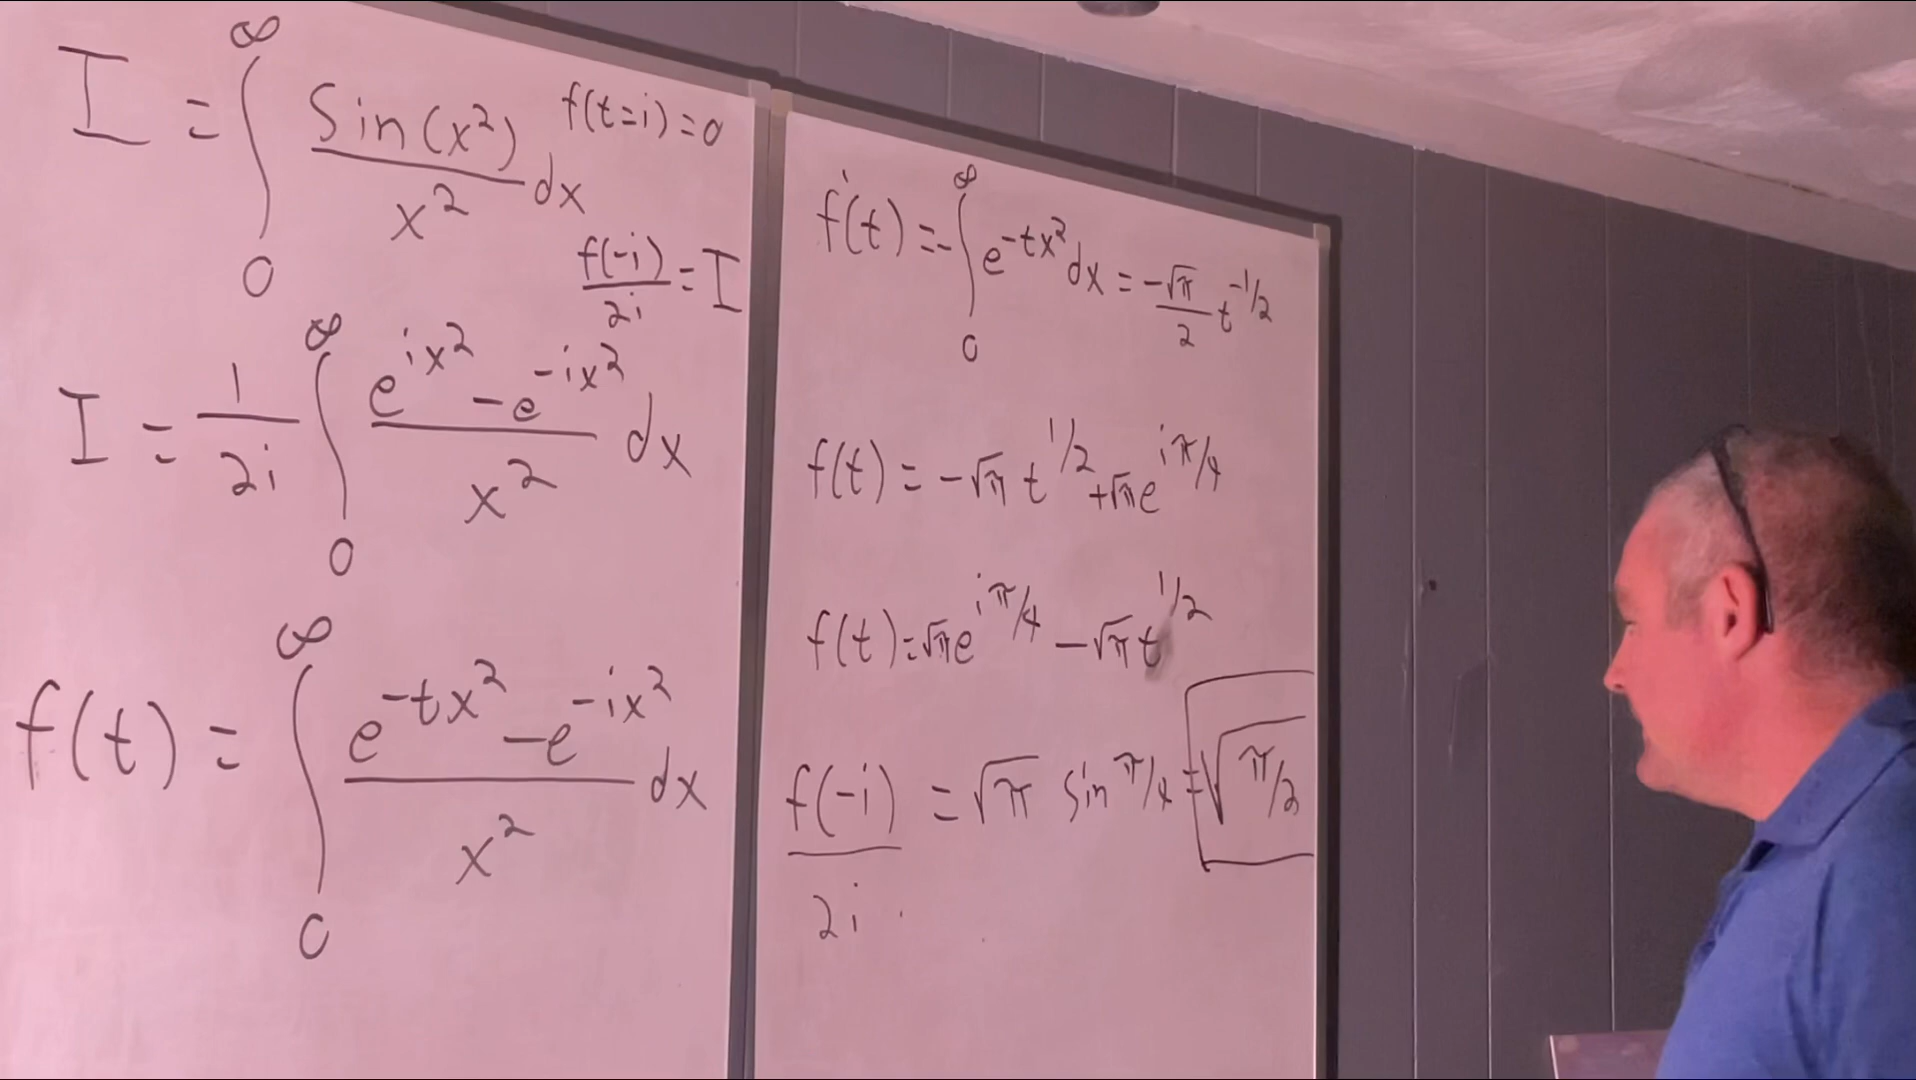 I = ∫₀^∞ sin(x²)/x² dx
f(t=i) = 0
f(-i)/2i = I
I = 1/2i ∫₀^∞ (e^{ix²} - e^{-ix²})/x² dx
f(t) = ∫₀^∞ (e^{-tx²} - e^{-ix²})/x² dx
f'(t) = -∫₀^∞ e^{-tx²} dx = -√π/2 t^{-1/2}
f(t) = -√π t^{1/2} + √π e^{iπ/4}
f(t) = √π e^{iπ/4} - √π t^{1/2}
f(-i)/2i = √π sin π/4 = √(π/2)